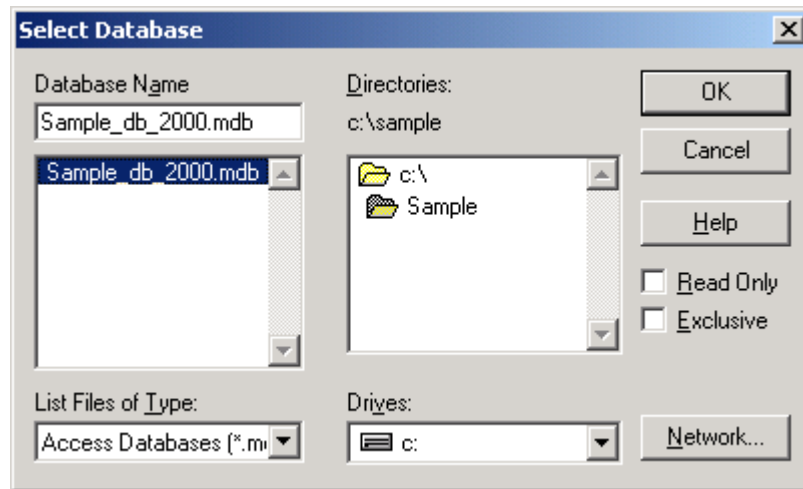 Select Database
Database Name
Sample_db_2000.mdb
Sample_db_2000.mdb
List Files of Type:
Access Databases (*.m
Directories:
c:\sample
c:\
Sample
Drives:
c:
OK
Cancel
Help
Read Only
Exclusive
Network...